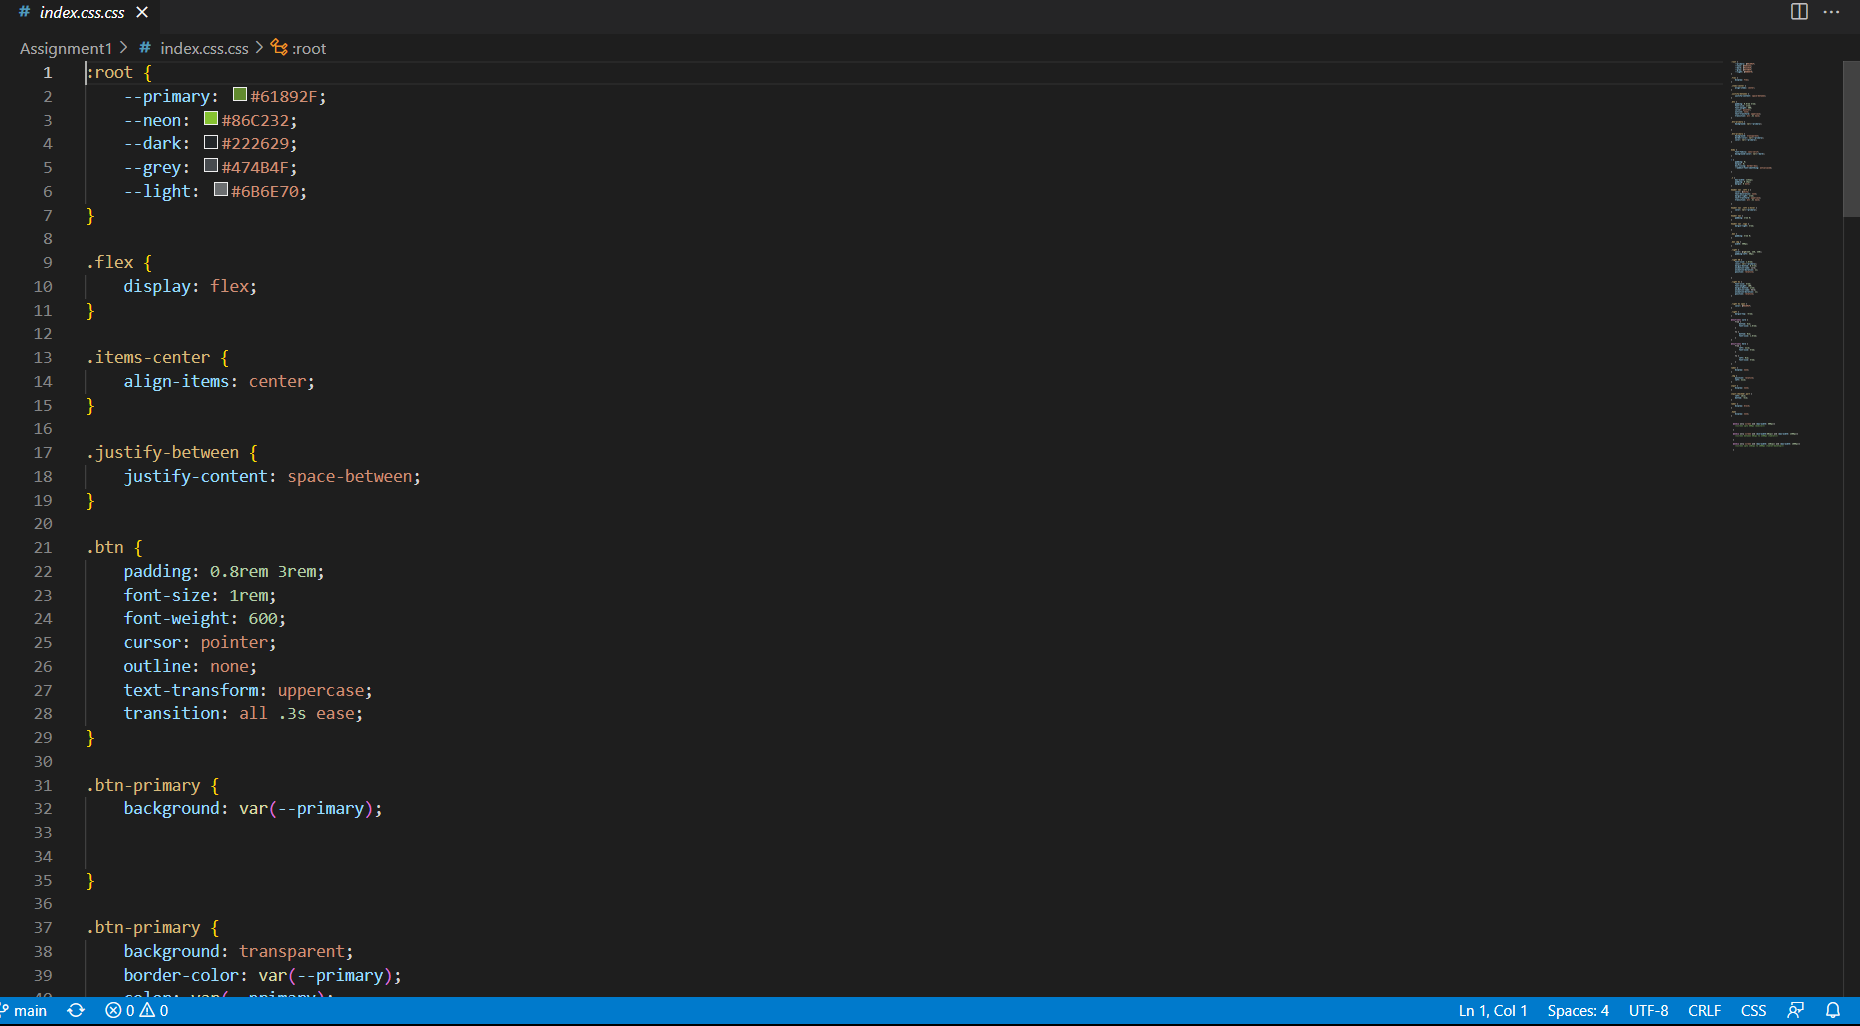 # index.css.css
Assignment1 > # index.css.css > :root
1 :root {
2     --primary: #61892F;
3     --neon: #86C232;
4     --dark: #222629;
5     --grey: #474B4F;
6     --light: #6B6E70;
7 }
8
9 .flex {
10     display: flex;
11 }
12
13 .items-center {
14     align-items: center;
15 }
16
17 .justify-between {
18     justify-content: space-between;
19 }
20
21 .btn {
22     padding: 0.8rem 3rem;
23     font-size: 1rem;
24     font-weight: 600;
25     cursor: pointer;
26     outline: none;
27     text-transform: uppercase;
28     transition: all .3s ease;
29 }
30
31 .btn-primary {
32     background: var(--primary);
33
34
35 }
36
37 .btn-primary {
38     background: transparent;
39     border-color: var(--primary);
40     color: var(--primary);
main 0 0 Ln 1, Col 1 Spaces: 4 UTF-8 CRLF CSS